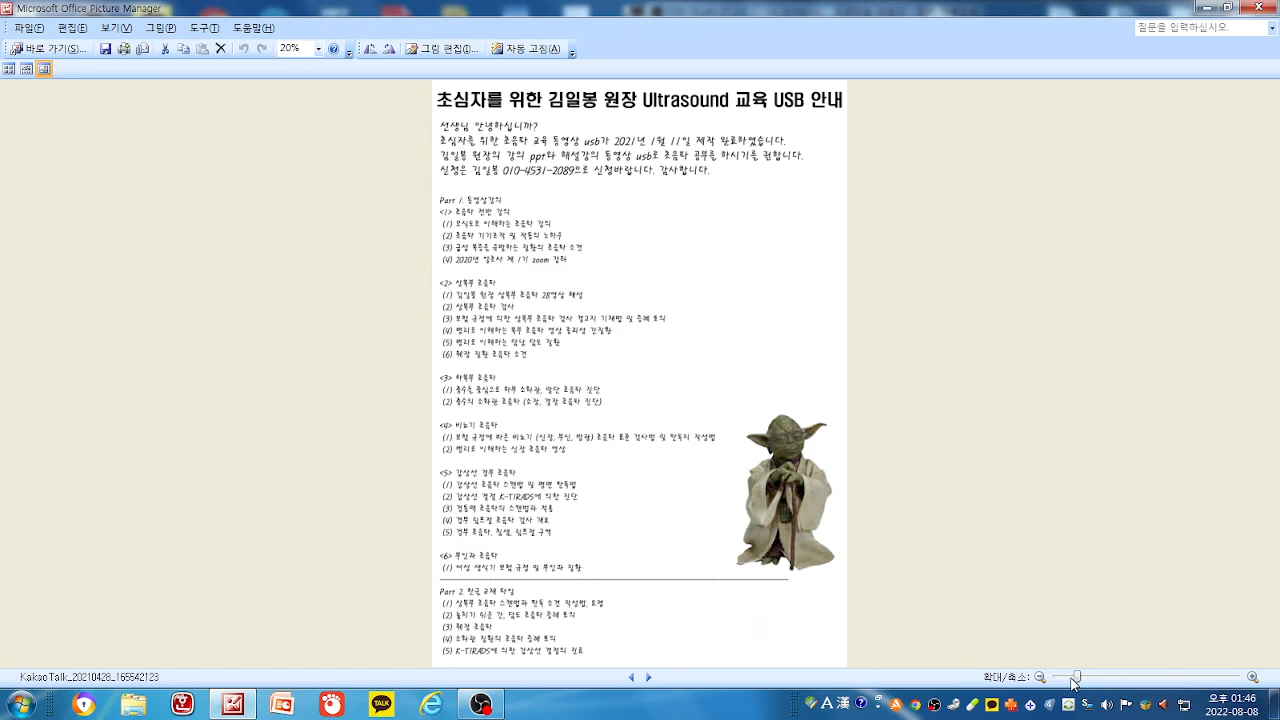 Microsoft Office Picture Manager
파일(F) 편집(E) 보기(V) 그림(P) 도구(T) 도움말(H)
질문을 입력하십시오.
바로 가기(S)... 20% 그림 편집(E)... 자동 고침(A)
초심자를 위한 김일봉 원장 Ultrasound 교육 USB 안내
선생님 안녕하십니까?
초심자를 위한 초음파 교육 동영상 usb가 2021년 1월 11일 제작 완료하였습니다.
김일봉 원장의 강의 ppt와 해설강의 동영상 usb로 초음파 공부를 하시기를 권합니다.
신청은 김일봉 010-4531-2089으로 신청바랍니다. 감사합니다.
Part 1. 동영상강의
<1> 초음파 전반 강의
(1) 모식도로 이해하는 초음파 강의
(2) 초음파 기기조작 및 작동의 노하우
(3) 급성 복증을 유발하는 질환의 초음파 소견
(4) 2020년 일초사 제 1기 zoom 강좌
<2> 상복부 초음파
(1) 김일봉 원장 상복부 초음파 28영상 해설
(2) 상복부 초음파 검사
(3) 보험 규정에 의한 상복부 초음파 검사 결과지 기재법 및 증례 토의
(4) 병리로 이해하는 복부 초음파 영상 종괴성 간질환
(5) 병리로 이해하는 담낭 담도 질환
(6) 췌장 질환 초음파 소견
<3> 하복부 초음파
(1) 충수돌 중심으로 하부 소화관, 말단 초음파 진단
(2) 충수의 소화관 초음파 (소장, 결장 초음파 진단)
<4> 비뇨기 초음파
(1) 보험 규정에 따른 비뇨기 (신장, 부신, 방광) 초음파 표준 검사법 및 판독지 작성법
(2) 병리로 이해하는 신장 초음파 영상
<5> 갑상선 경부 초음파
(1) 갑상선 초음파 스캔법 및 병변 판독법
(2) 갑상선 결절 K-TIRADS에 의한 진단
(3) 경동맥 초음파의 스캔법과 적용
(4) 경부 림프절 초음파 검사 개요
(5) 경부 초음파, 침샘, 림프절 구역
<6> 부인과 초음파
(1) 여성 생식기 보험 규정 및 부인과 질환
Part 2. 한글 교재 파일
(1) 상복부 초음파 스캔법과 판독 소견 작성법, 요령
(2) 놓치기 쉬운 간, 담도 초음파 증례 토의
(3) 췌장 초음파
(4) 소화관 질환의 초음파 증례 토의
(5) K-TIRADS에 의한 갑상선 결절의 진료
Kakao Talk_20210428_165542123
확대/축소:
TALK
오후 01:46